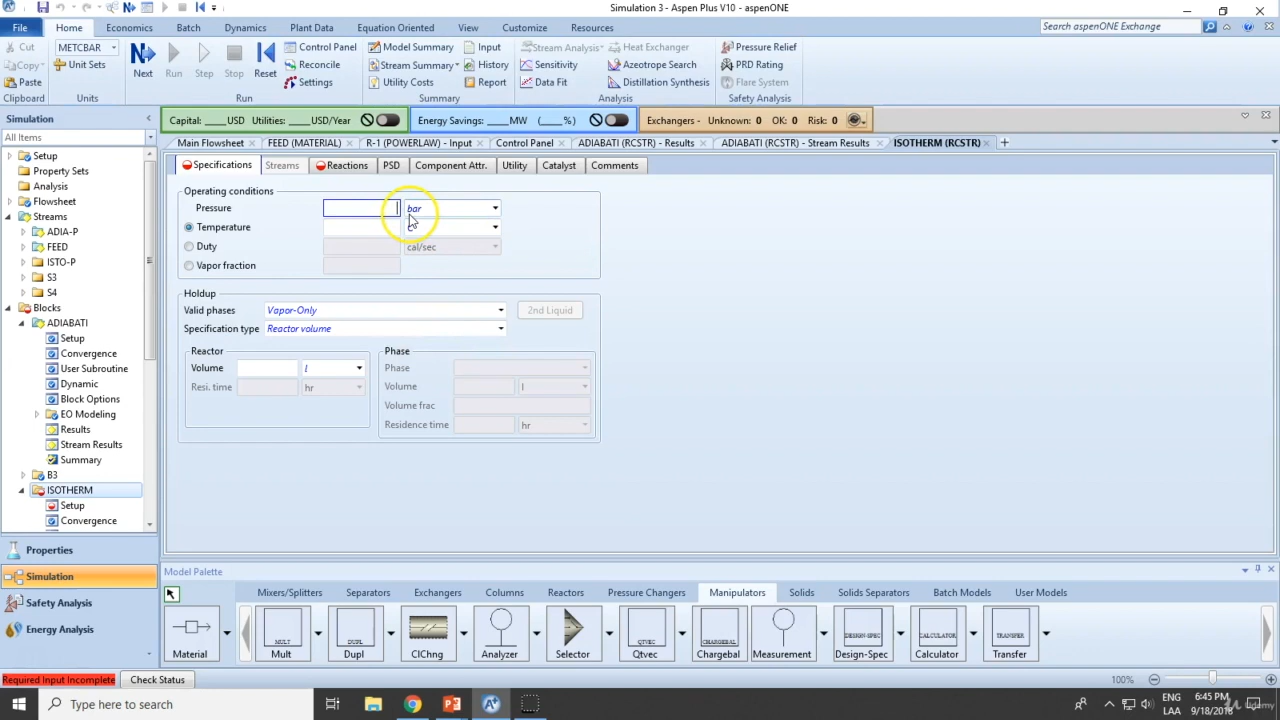 Simulation 3 - Aspen Plus V10 - aspenONE
File Home Economics Batch Dynamics Plant Data Equation Oriented View Customize Resources Search aspenONE Exchange
Cut METCBAR Next Run Step Stop Reset Control Panel Model Summary Input Stream Analysis Heat Exchanger Pressure Relief
Copy Unit Sets Reconcile Stream Summary History Sensitivity Azeotrope Search PRD Rating
Paste Settings Utility Costs Report Data Fit Distillation Synthesis Flare System
Clipboard Units Run Summary Analysis Safety Analysis
Simulation Capital: USD Utilities: USD/Year Energy Savings: MW ( %) Exchangers - Unknown: 0 OK: 0 Risk: 0
All Items Main Flowsheet FEED (MATERIAL) R-1 (POWERLAW) - Input Control Panel ADIABATI (RCSTR) - Results ADIABATI (RCSTR) - Stream Results ISOTHERM (RCSTR)
Setup
Property Sets
Analysis
Flowsheet
Streams
ADIA-P
FEED
ISTO-P
S3
S4
Blocks
ADIABATI
Setup
Convergence
User Subroutine
Dynamic
Block Options
EO Modeling
Results
Stream Results
Summary
B3
ISOTHERM
Setup
Convergence
Properties
Simulation
Safety Analysis
Energy Analysis
Specifications Streams Reactions PSD Component Attr. Utility Catalyst Comments
Operating conditions
Pressure bar
Temperature
Duty cal/sec
Vapor fraction
Holdup
Valid phases Vapor-Only 2nd Liquid
Specification type Reactor volume
Reactor
Volume l
Resi. time hr
Phase
Phase
Volume l
Volume frac
Residence time hr
Model Palette
Mixers/Splitters Separators Exchangers Columns Reactors Pressure Changers Manipulators Solids Solids Separators Batch Models User Models
MULT DUPL QTVEC CHARGEBAL DESIGN-SPEC CALCULATOR TRANSFER
Material Mult Dupl ClChng Analyzer Selector Qtvec Chargebal Measurement Design-Spec Calculator Transfer
Required Input Incomplete Check Status 100%
Type here to search ENG 6:45 PM
LAA 9/18/2018
Udemy